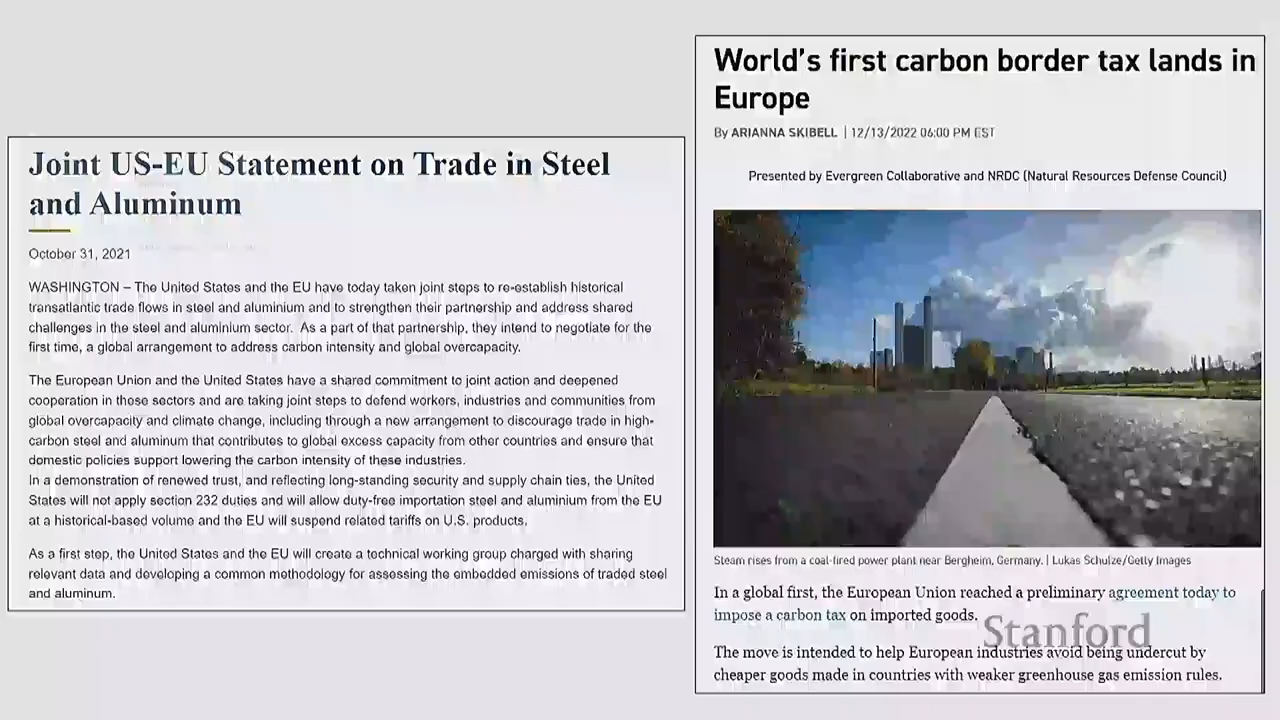 Joint US-EU Statement on Trade in Steel
and Aluminum
October 31, 2021
WASHINGTON – The United States and the EU have today taken joint steps to re-establish historical
transatlantic trade flows in steel and aluminium and to strengthen their partnership and address shared
challenges in the steel and aluminium sector. As a part of that partnership, they intend to negotiate for the
first time, a global arrangement to address carbon intensity and global overcapacity.
The European Union and the United States have a shared commitment to joint action and deepened
cooperation in these sectors and are taking joint steps to defend workers, industries and communities from
global overcapacity and climate change, including through a new arrangement to discourage trade in high-
carbon steel and aluminum that contributes to global excess capacity from other countries and ensure that
domestic policies support lowering the carbon intensity of these industries.
In a demonstration of renewed trust, and reflecting long-standing security and supply chain ties, the United
States will not apply section 232 duties and will allow duty-free importation steel and aluminium from the EU
at a historical-based volume and the EU will suspend related tariffs on U.S. products.
As a first step, the United States and the EU will create a technical working group charged with sharing
relevant data and developing a common methodology for assessing the embedded emissions of traded steel
and aluminum.
World's first carbon border tax lands in
Europe
By ARIANNA SKIBELL | 12/13/2022 06:00 PM EST
Presented by Evergreen Collaborative and NRDC (Natural Resources Defense Council)
Steam rises from a coal-fired power plant near Bergheim, Germany. | Lukas Schulze/Getty Images
In a global first, the European Union reached a preliminary agreement today to
impose a carbon tax on imported goods.
Stanford
The move is intended to help European industries avoid being undercut by
cheaper goods made in countries with weaker greenhouse gas emission rules.